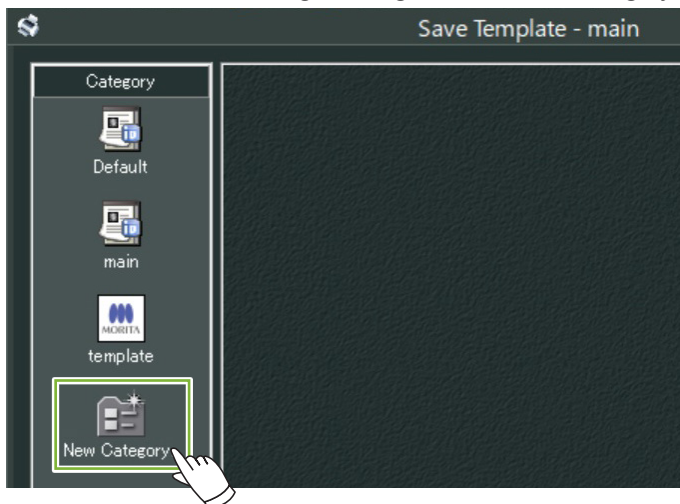 Save Template - main
Category
Default
main
MORITA
template
New Category